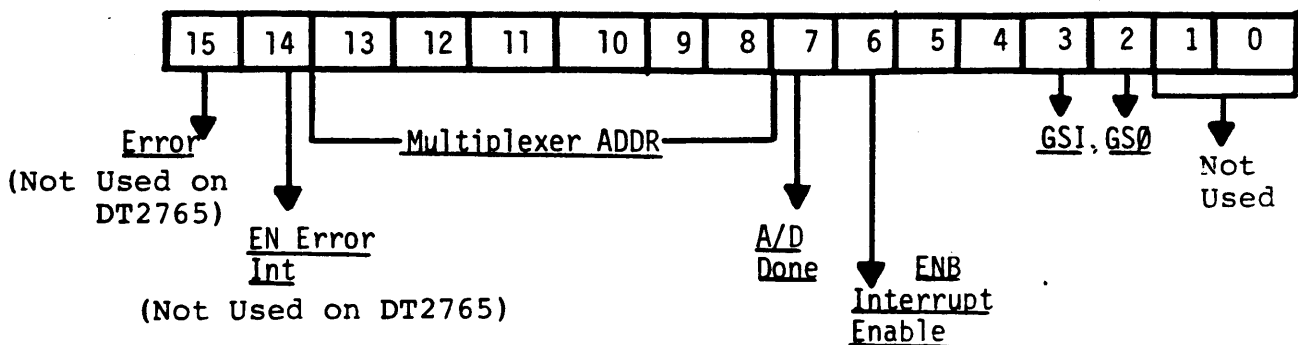 15 14 13 12 11 10 9 8 7 6 5 4 3 2 1 0
Error
(Not Used on
DT2765)
EN Error
Int
(Not Used on DT2765)
Multiplexer ADDR
A/D
Done
ENB
Interrupt
Enable
GSI, GSØ
Not
Used